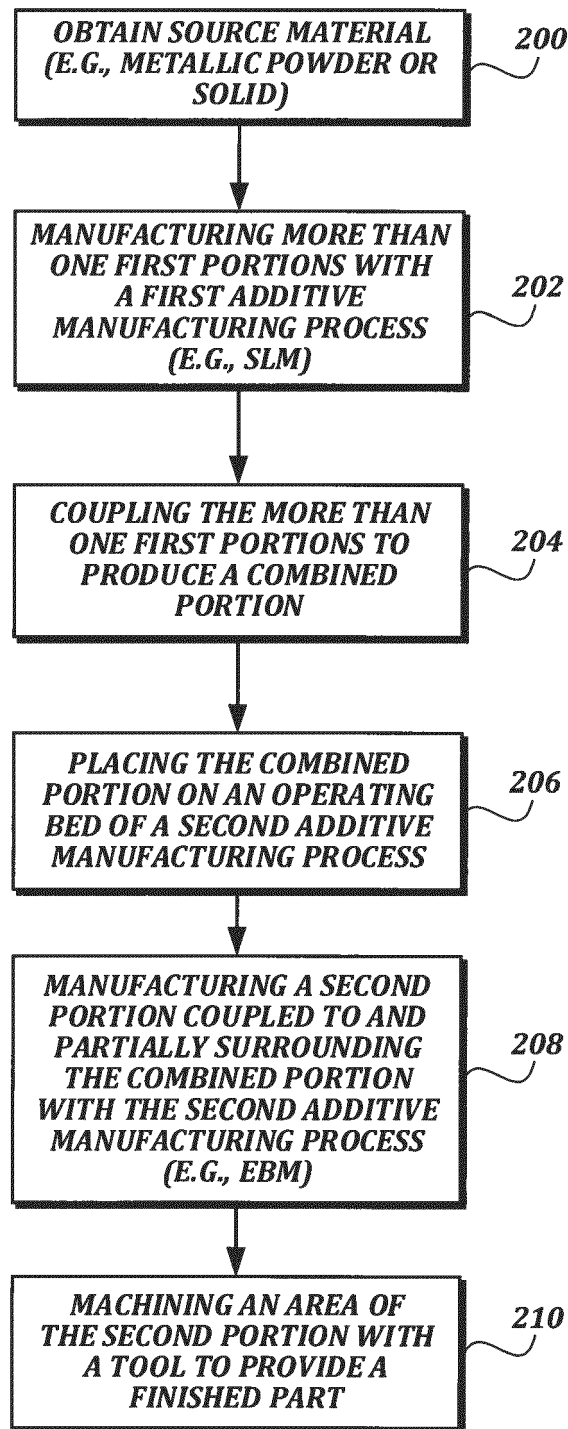 OBTAIN SOURCE MATERIAL
(E.G., METALLIC POWDER OR
SOLID)
200
MANUFACTURING MORE THAN
ONE FIRST PORTIONS WITH
A FIRST ADDITIVE
MANUFACTURING PROCESS
(E.G., SLM)
202
COUPLING THE MORE THAN
ONE FIRST PORTIONS TO
PRODUCE A COMBINED
PORTION
204
PLACING THE COMBINED
PORTION ON AN OPERATING
BED OF A SECOND ADDITIVE
MANUFACTURING PROCESS
206
MANUFACTURING A SECOND
PORTION COUPLED TO AND
PARTIALLY SURROUNDING
THE COMBINED PORTION
WITH THE SECOND ADDITIVE
MANUFACTURING PROCESS
(E.G., EBM)
208
MACHINING AN AREA OF
THE SECOND PORTION WITH
A TOOL TO PROVIDE A
FINISHED PART
210